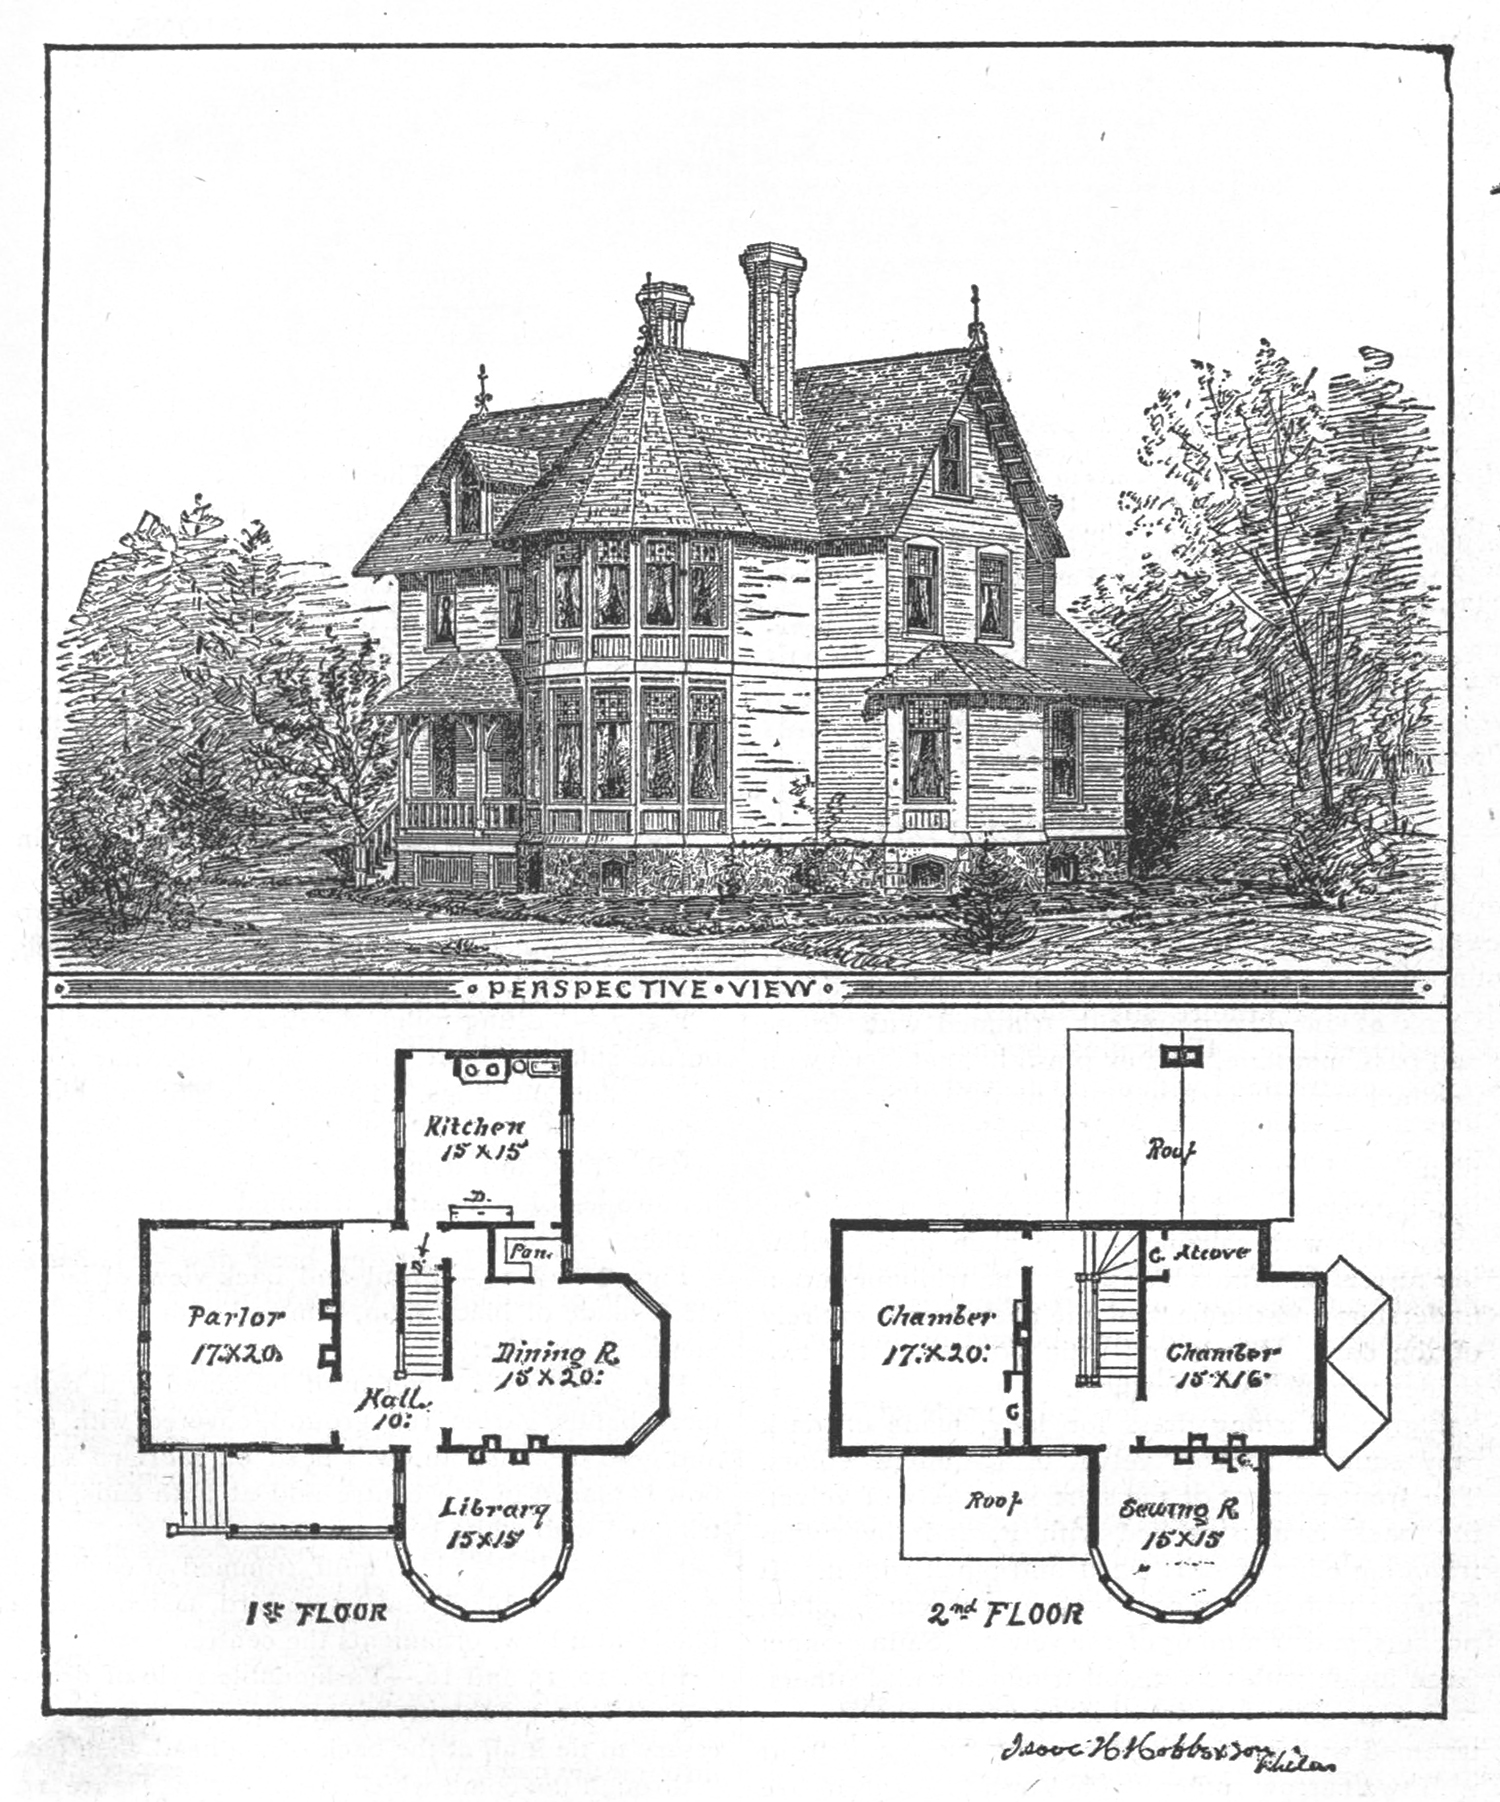 PERSPECTIVE • VIEW
Kitchen
15 X 15
D.
Pan.
D.
Parlor
17. X 20.
Dining R
15 X 20:
Hall
10:
Library
15 X 15
1st FLOOR
Roof
C.
Alcove
Chamber
17. X 20:
Chamber
15 X 16
C
C.
Roof
Sewing R
15 X 15
2nd FLOOR
Isaac H Hobbs & Son
Phila